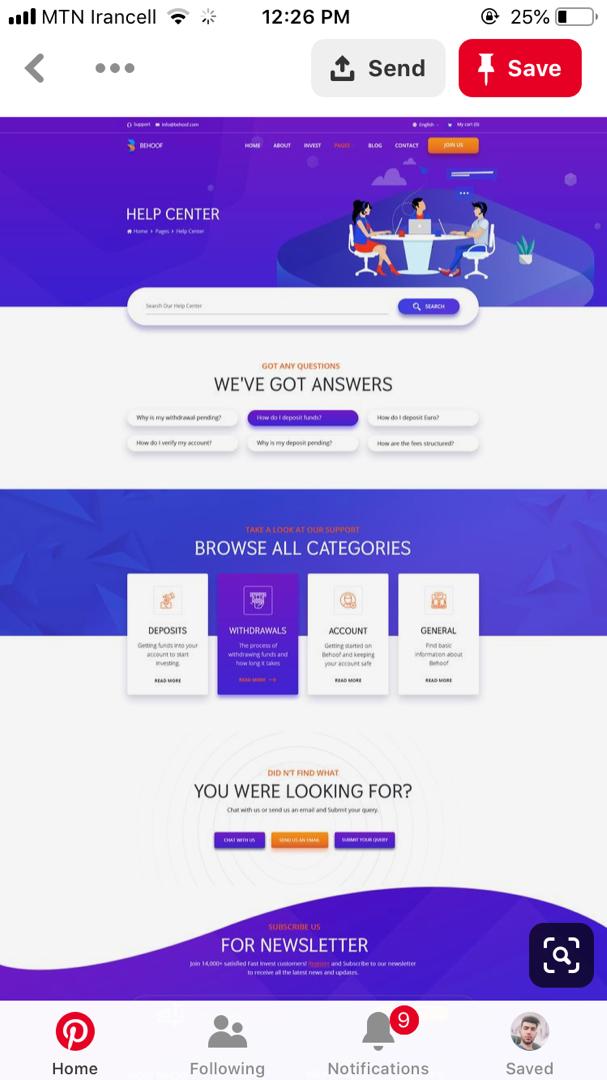 MTN Irancell
12:26 PM
25%
Send
Save
Support info@behoof.com
English My cart (0)
BEHOOF
HOME ABOUT INVEST PAGES BLOG CONTACT JOIN US
HELP CENTER
Home > Pages > Help Center
Search Our Help Center
SEARCH
GOT ANY QUESTIONS
WE'VE GOT ANSWERS
Why is my withdrawal pending? How do I deposit funds? How do I deposit Euro?
How do I verify my account? Why is my deposit pending? How are the fees structured?
TAKE A LOOK AT OUR SUPPORT
BROWSE ALL CATEGORIES
DEPOSITS
Getting funds into your
account to start
investing.
READ MORE
WITHDRAWALS
The process of
withdrawing funds and
how long it takes
READ MORE
ACCOUNT
Getting started on
Behoof and keeping
your account safe
READ MORE
GENERAL
Find basic
information about
Behoof
READ MORE
DID N'T FIND WHAT
YOU WERE LOOKING FOR?
Chat with us or send us an email and Submit your query.
CHAT WITH US SEND US AN EMAIL SUBMIT YOUR QUERY
SUBSCRIBE US
FOR NEWSLETTER
Join 14,000+ satisfied Fast Invest customers! Register and Subscribe to our newsletter
to receive all the latest news and updates.
9
Home
Following
Notifications
Saved